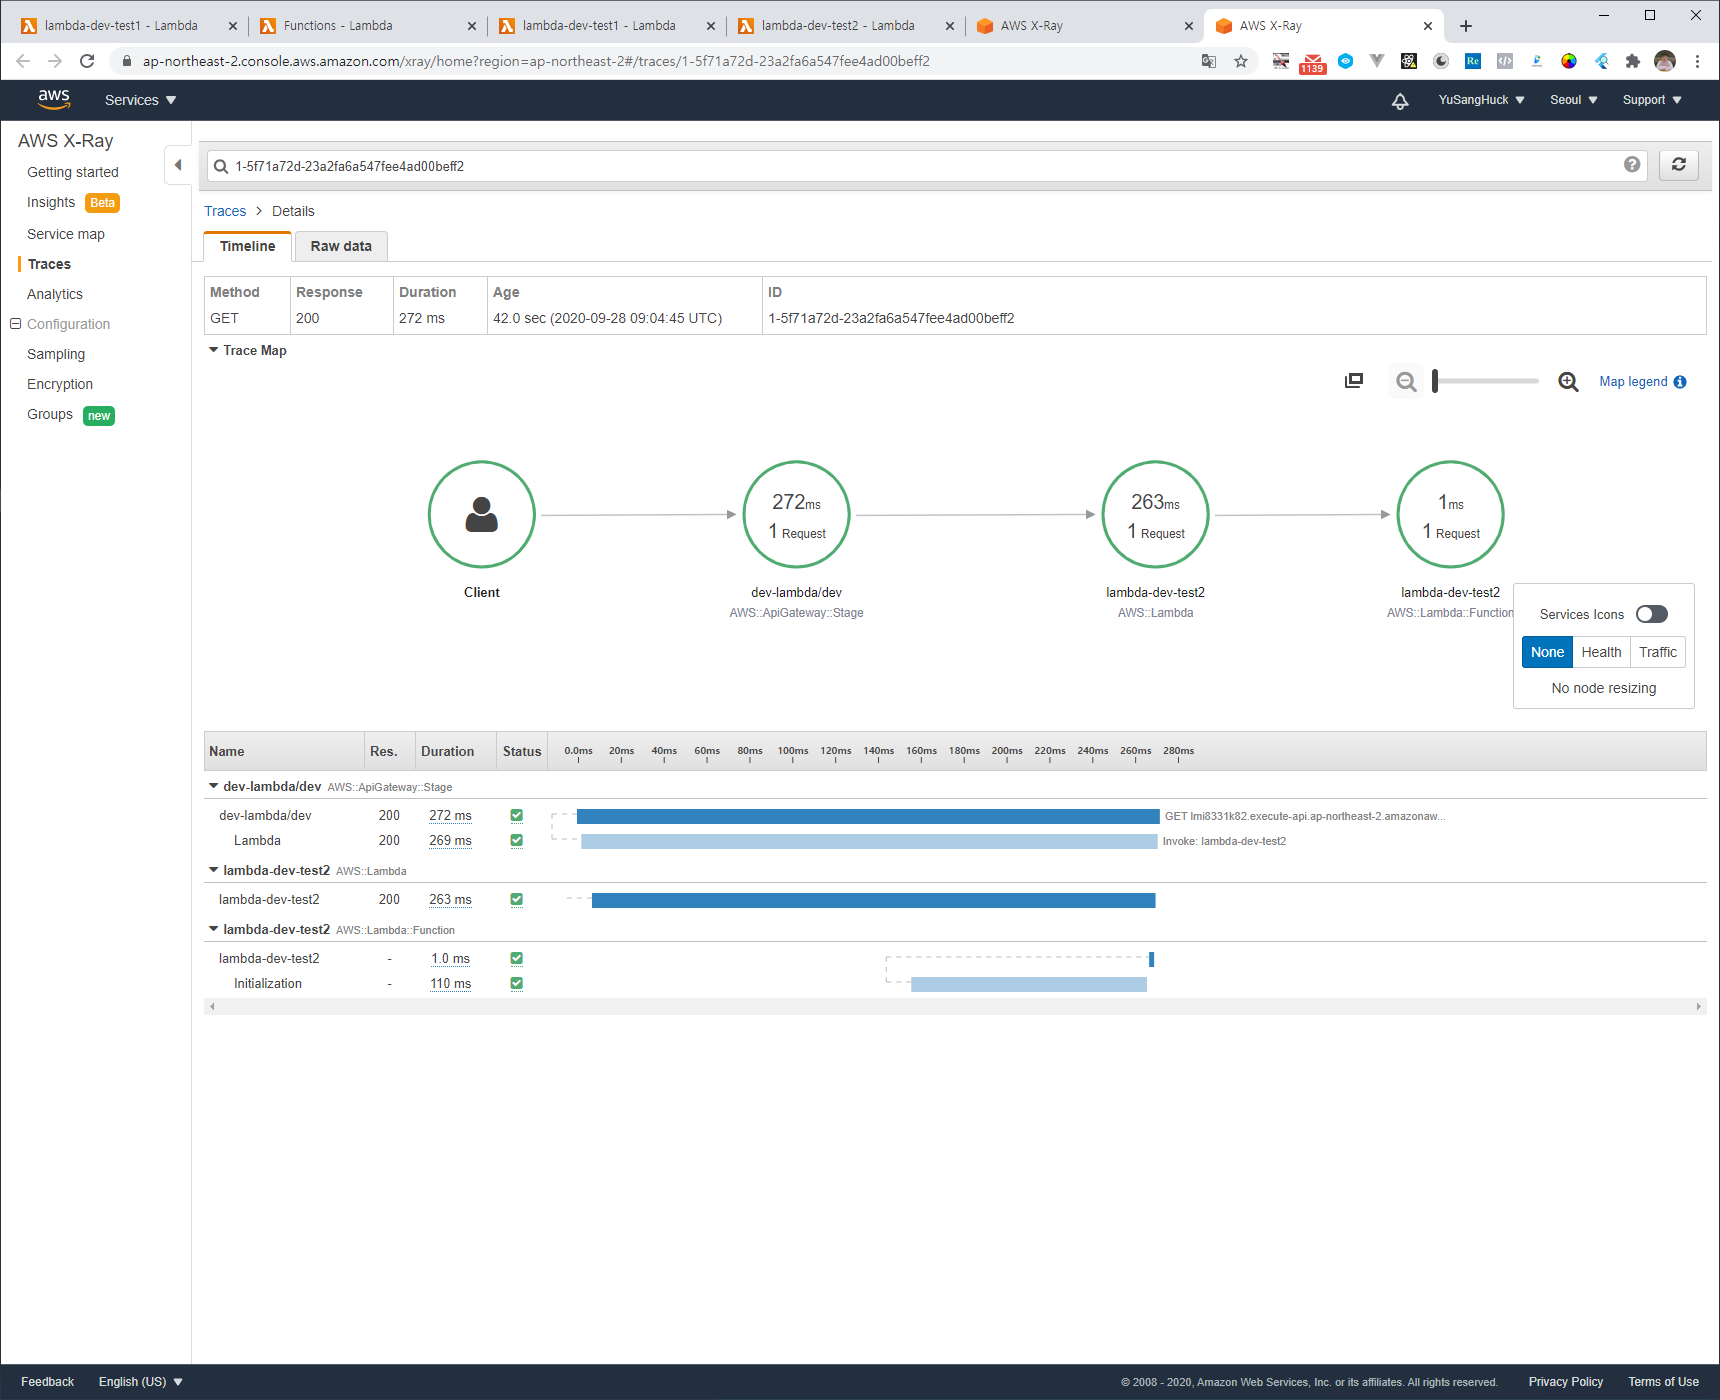 lambda-dev-test1 - Lambda
Functions - Lambda
lambda-dev-test1 - Lambda
lambda-dev-test2 - Lambda
AWS X-Ray
AWS X-Ray
ap-northeast-2.console.aws.amazon.com/xray/home?region=ap-northeast-2#/traces/1-5f71a72d-23a2fa6a547fee4ad00beff2
1139
Re
aws
Services
YuSangHuck
Seoul
Support
AWS X-Ray
Getting started
Insights Beta
Service map
Traces
Analytics
Configuration
Sampling
Encryption
Groups new
1-5f71a72d-23a2fa6a547fee4ad00beff2
Traces > Details
Timeline
Raw data
Method Response Duration Age ID
GET 200 272 ms 42.0 sec (2020-09-28 09:04:45 UTC) 1-5f71a72d-23a2fa6a547fee4ad00beff2
Trace Map
Map legend
272ms
1 Request
263ms
1 Request
1ms
1 Request
Client
dev-lambda/dev
AWS::ApiGateway::Stage
lambda-dev-test2
AWS::Lambda
lambda-dev-test2
AWS::Lambda::Function
Services Icons
None Health Traffic
No node resizing
Name Res. Duration Status 0.0ms 20ms 40ms 60ms 80ms 100ms 120ms 140ms 160ms 180ms 200ms 220ms 240ms 260ms 280ms
dev-lambda/dev AWS::ApiGateway::Stage
dev-lambda/dev 200 272 ms GET lmi8331k82.execute-api.ap-northeast-2.amazonaw...
Lambda 200 269 ms Invoke: lambda-dev-test2
lambda-dev-test2 AWS::Lambda
lambda-dev-test2 200 263 ms
lambda-dev-test2 AWS::Lambda::Function
lambda-dev-test2 - 1.0 ms
Initialization - 110 ms
Feedback
English (US)
© 2008 - 2020, Amazon Web Services, Inc. or its affiliates. All rights reserved.
Privacy Policy
Terms of Use